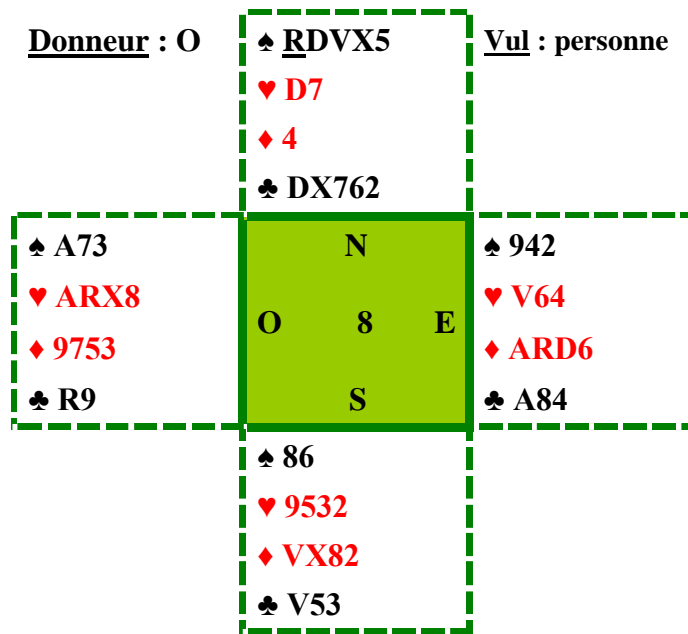 Donneur : O
♠ RDVX5
Vul : personne
♥ D7
♦ 4
♣ DX762
♠ A73
♥ ARX8
♦ 9753
♣ R9
N
O 8 E
S
♠ 942
♥ V64
♦ ARD6
♣ A84
♠ 86
♥ 9532
♦ VX82
♣ V53